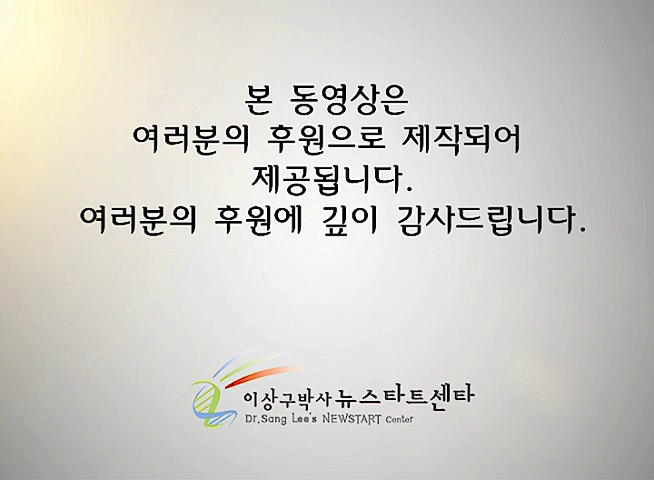 본 동영상은
여러분의 후원으로 제작되어
제공됩니다.
여러분의 후원에 깊이 감사드립니다.
이상구박사 뉴스타트센타
Dr.Sang Lee's NEWSTART Center